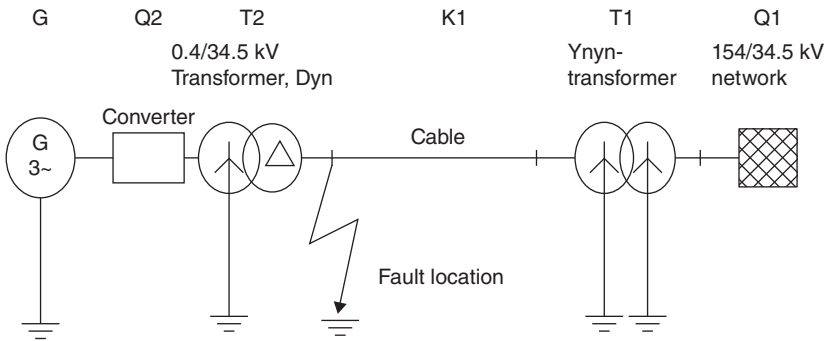 G Q2 T2 K1 T1 Q1
0.4/34.5 kV
Transformer, Dyn
Ynyn-
transformer
154/34.5 kV
network
Converter
G
3~
Cable
Fault location